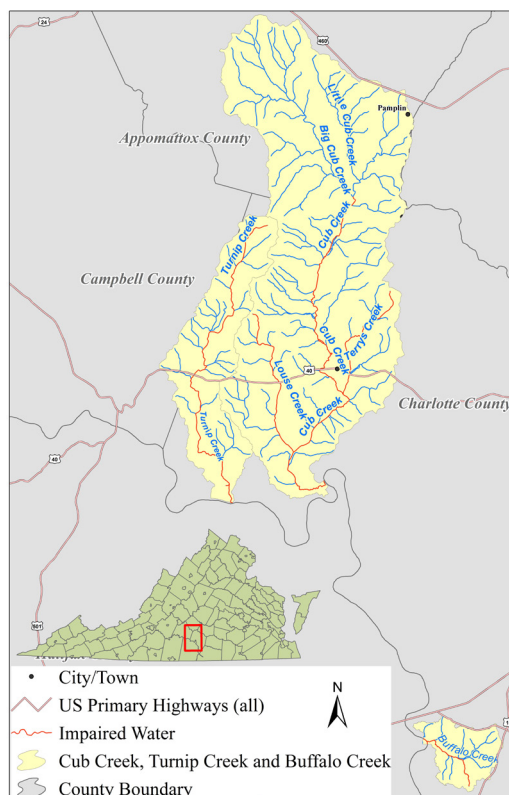 24
460
Pamplin
Little Cub Creek
Big Cub Creek
Appomattox County
Cub Creek
Turnip Creek
Campbell County
Terrys Creek
Cub Creek
40
Louse Creek
Charlotte County
Cub Creek
Turnip Creek
40
501
N
City/Town
US Primary Highways (all)
Impaired Water
Cub Creek, Turnip Creek and Buffalo Creek
County Boundary
Buffalo Creek